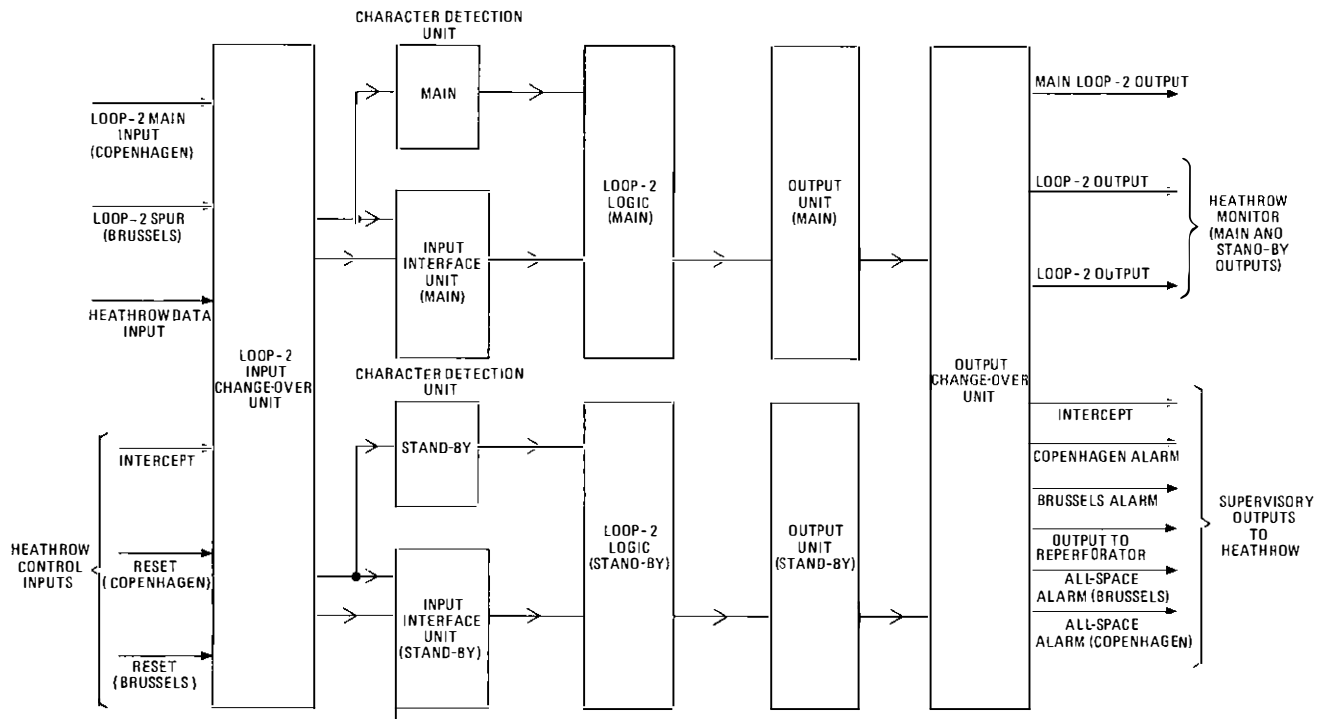 CHARACTER DETECTION
UNIT
MAIN
LOOP-2 MAIN
INPUT
(COPENHAGEN)
LOOP-2 SPUR
(BRUSSELS)
HEATHROW DATA
INPUT
LOOP-2
INPUT
CHANGE-OVER
UNIT
INPUT
INTERFACE
UNIT
(MAIN)
LOOP-2
LOGIC
(MAIN)
OUTPUT
UNIT
(MAIN)
MAIN LOOP-2 OUTPUT
LOOP-2 OUTPUT
LOOP-2 OUTPUT
HEATHROW
MONITOR
(MAIN AND
STAND-BY
OUTPUTS)
CHARACTER DETECTION
UNIT
STAND-BY
HEATHROW
CONTROL
INPUTS
INTERCEPT
RESET
(COPENHAGEN)
RESET
(BRUSSELS)
INPUT
INTERFACE
UNIT
(STAND-BY)
LOOP-2
LOGIC
(STAND-BY)
OUTPUT
UNIT
(STAND-BY)
OUTPUT
CHANGE-OVER
UNIT
INTERCEPT
COPENHAGEN ALARM
BRUSSELS ALARM
OUTPUT TO
REPERFORATOR
ALL-SPACE
ALARM (BRUSSELS)
ALL-SPACE
ALARM (COPENHAGEN)
SUPERVISORY
OUTPUTS
TO
HEATHROW